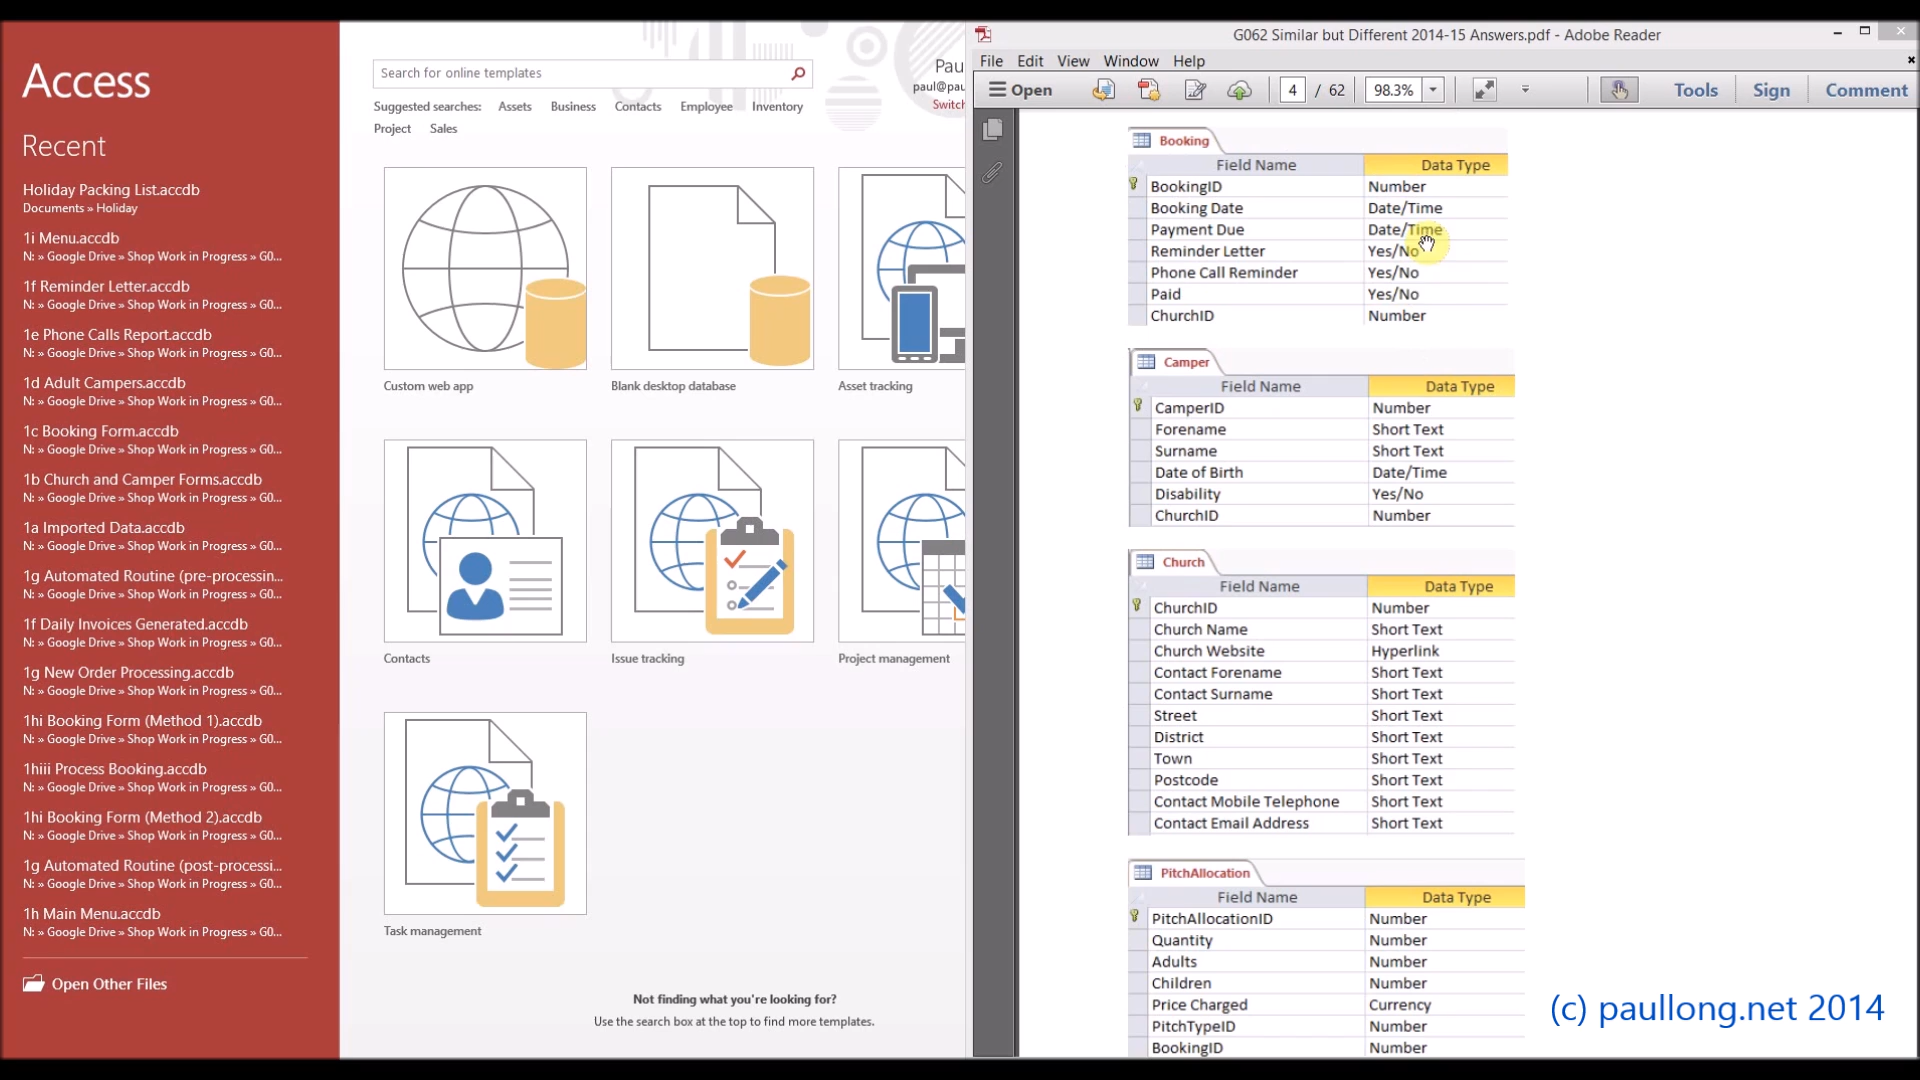 Access
Recent
Holiday Packing List.accdb
Documents » Holiday
1i Menu.accdb
N: » Google Drive » Shop Work in Progress » G0...
1f Reminder Letter.accdb
N: » Google Drive » Shop Work in Progress » G0...
1e Phone Calls Report.accdb
N: » Google Drive » Shop Work in Progress » G0...
1d Adult Campers.accdb
N: » Google Drive » Shop Work in Progress » G0...
1c Booking Form.accdb
N: » Google Drive » Shop Work in Progress » G0...
1b Church and Camper Forms.accdb
N: » Google Drive » Shop Work in Progress » G0...
1a Imported Data.accdb
N: » Google Drive » Shop Work in Progress » G0...
1g Automated Routine (pre-processin...
N: » Google Drive » Shop Work in Progress » G0...
1f Daily Invoices Generated.accdb
N: » Google Drive » Shop Work in Progress » G0...
1g New Order Processing.accdb
N: » Google Drive » Shop Work in Progress » G0...
1hi Booking Form (Method 1).accdb
N: » Google Drive » Shop Work in Progress » G0...
1hiii Process Booking.accdb
N: » Google Drive » Shop Work in Progress » G0...
1hi Booking Form (Method 2).accdb
N: » Google Drive » Shop Work in Progress » G0...
1g Automated Routine (post-processi...
N: » Google Drive » Shop Work in Progress » G0...
1h Main Menu.accdb
N: » Google Drive » Shop Work in Progress » G0...
Open Other Files
Search for online templates
Pau
paul@pau
Switch
Suggested searches: Assets Business Contacts Employee Inventory
Project Sales
Custom web app
Blank desktop database
Asset tracking
Contacts
Issue tracking
Project management
Task management
Not finding what you're looking for?
Use the search box at the top to find more templates.
G062 Similar but Different 2014-15 Answers.pdf - Adobe Reader
File Edit View Window Help
Open 4 / 62 98.3% Tools Sign Comment
Booking
Field Name Data Type
BookingID Number
Booking Date Date/Time
Payment Due Date/Time
Reminder Letter Yes/No
Phone Call Reminder Yes/No
Paid Yes/No
ChurchID Number
Camper
Field Name Data Type
CamperID Number
Forename Short Text
Surname Short Text
Date of Birth Date/Time
Disability Yes/No
ChurchID Number
Church
Field Name Data Type
ChurchID Number
Church Name Short Text
Church Website Hyperlink
Contact Forename Short Text
Contact Surname Short Text
Street Short Text
District Short Text
Town Short Text
Postcode Short Text
Contact Mobile Telephone Short Text
Contact Email Address Short Text
PitchAllocation
Field Name Data Type
PitchAllocationID Number
Quantity Number
Adults Number
Children Number
Price Charged Currency
PitchTypeID Number
BookingID Number
(c) paullong.net 2014